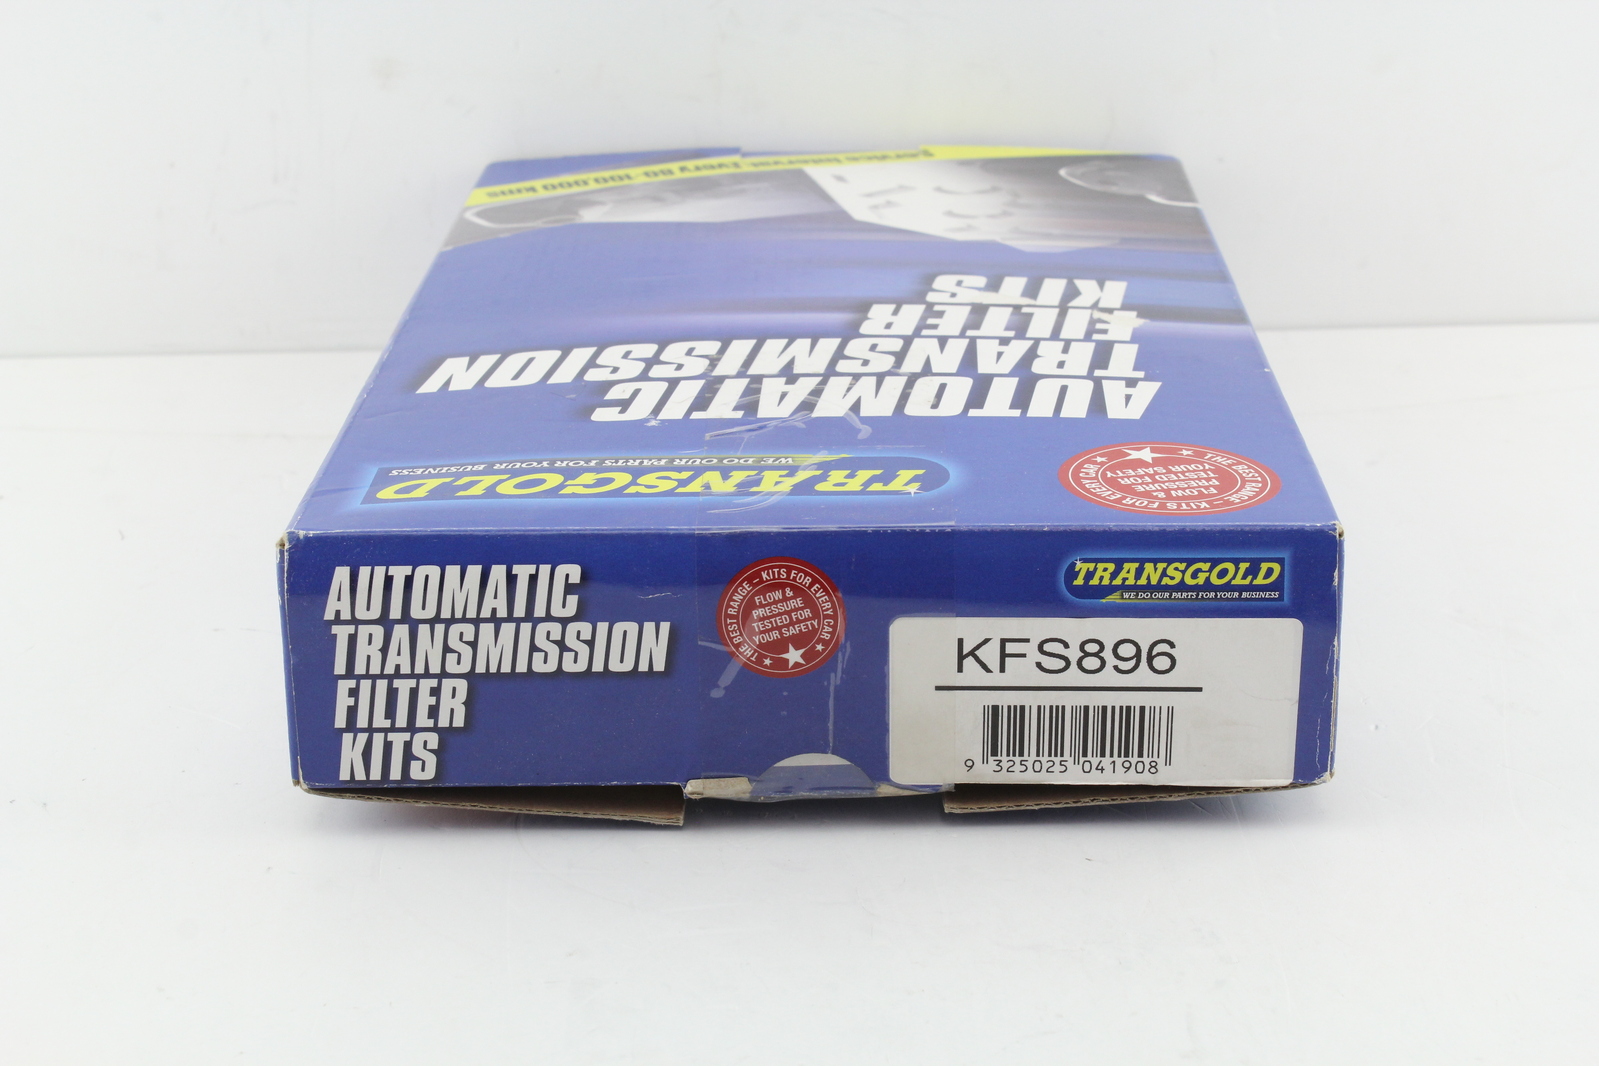 Service Interval: Every 80-100,000 kms
AUTOMATIC
TRANSMISSION
FILTER
KITS
TRANSGOLD
WE DO OUR PARTS FOR YOUR BUSINESS
THE BEST RANGE – KITS FOR EVERY CAR
FLOW &
PRESSURE
TESTED FOR
YOUR SAFETY
AUTOMATIC
TRANSMISSION
FILTER
KITS
THE BEST RANGE – KITS FOR EVERY CAR
FLOW &
PRESSURE
TESTED FOR
YOUR SAFETY
TRANSGOLD
WE DO OUR PARTS FOR YOUR BUSINESS
KFS896
9 325025 041908